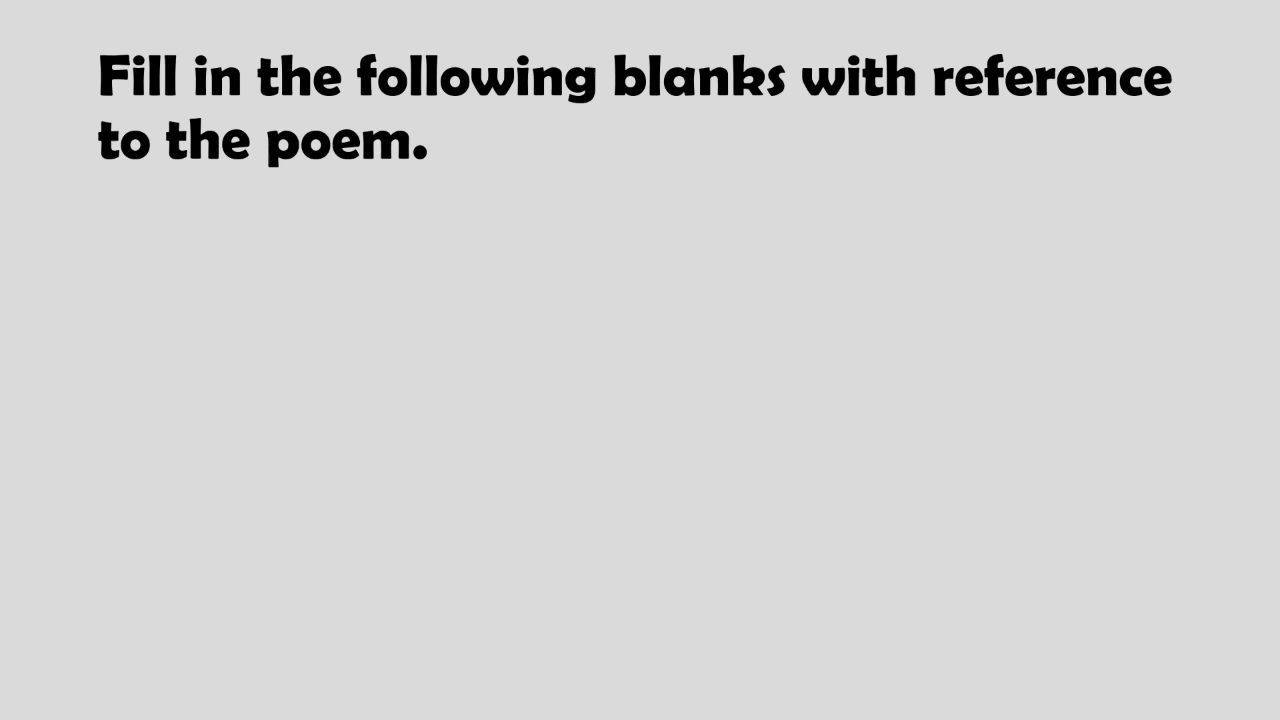 Fill in the following blanks with reference
to the poem.